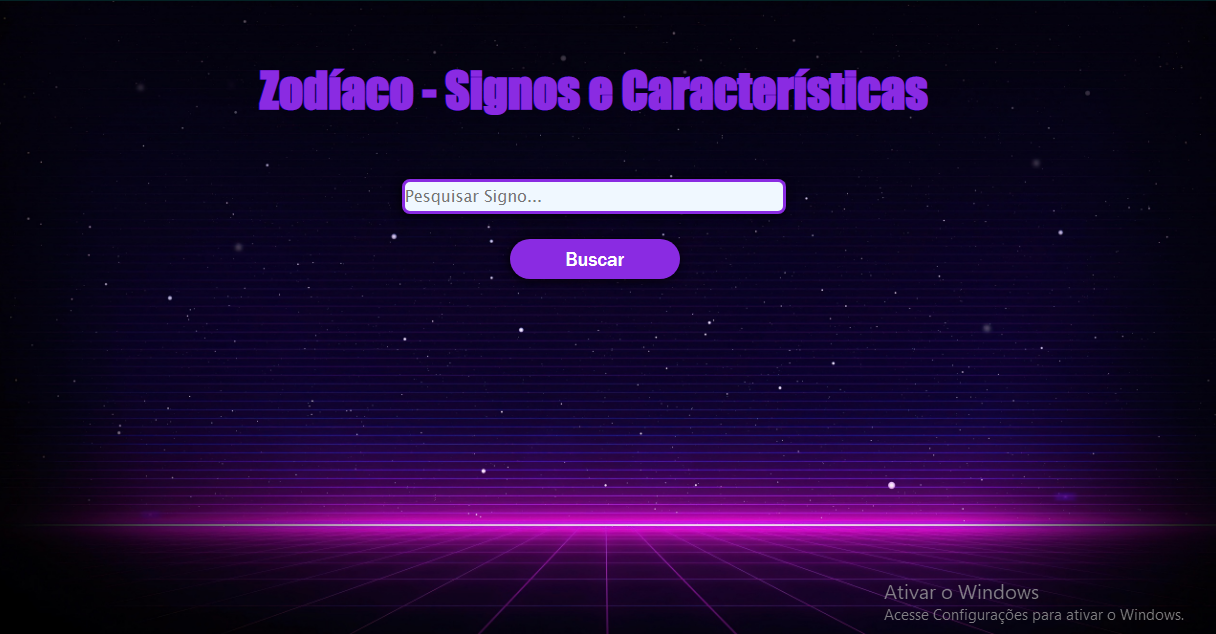 Zodíaco - Signos e Características
Pesquisar Signo...
Buscar
Ativar o Windows
Acesse Configurações para ativar o Windows.